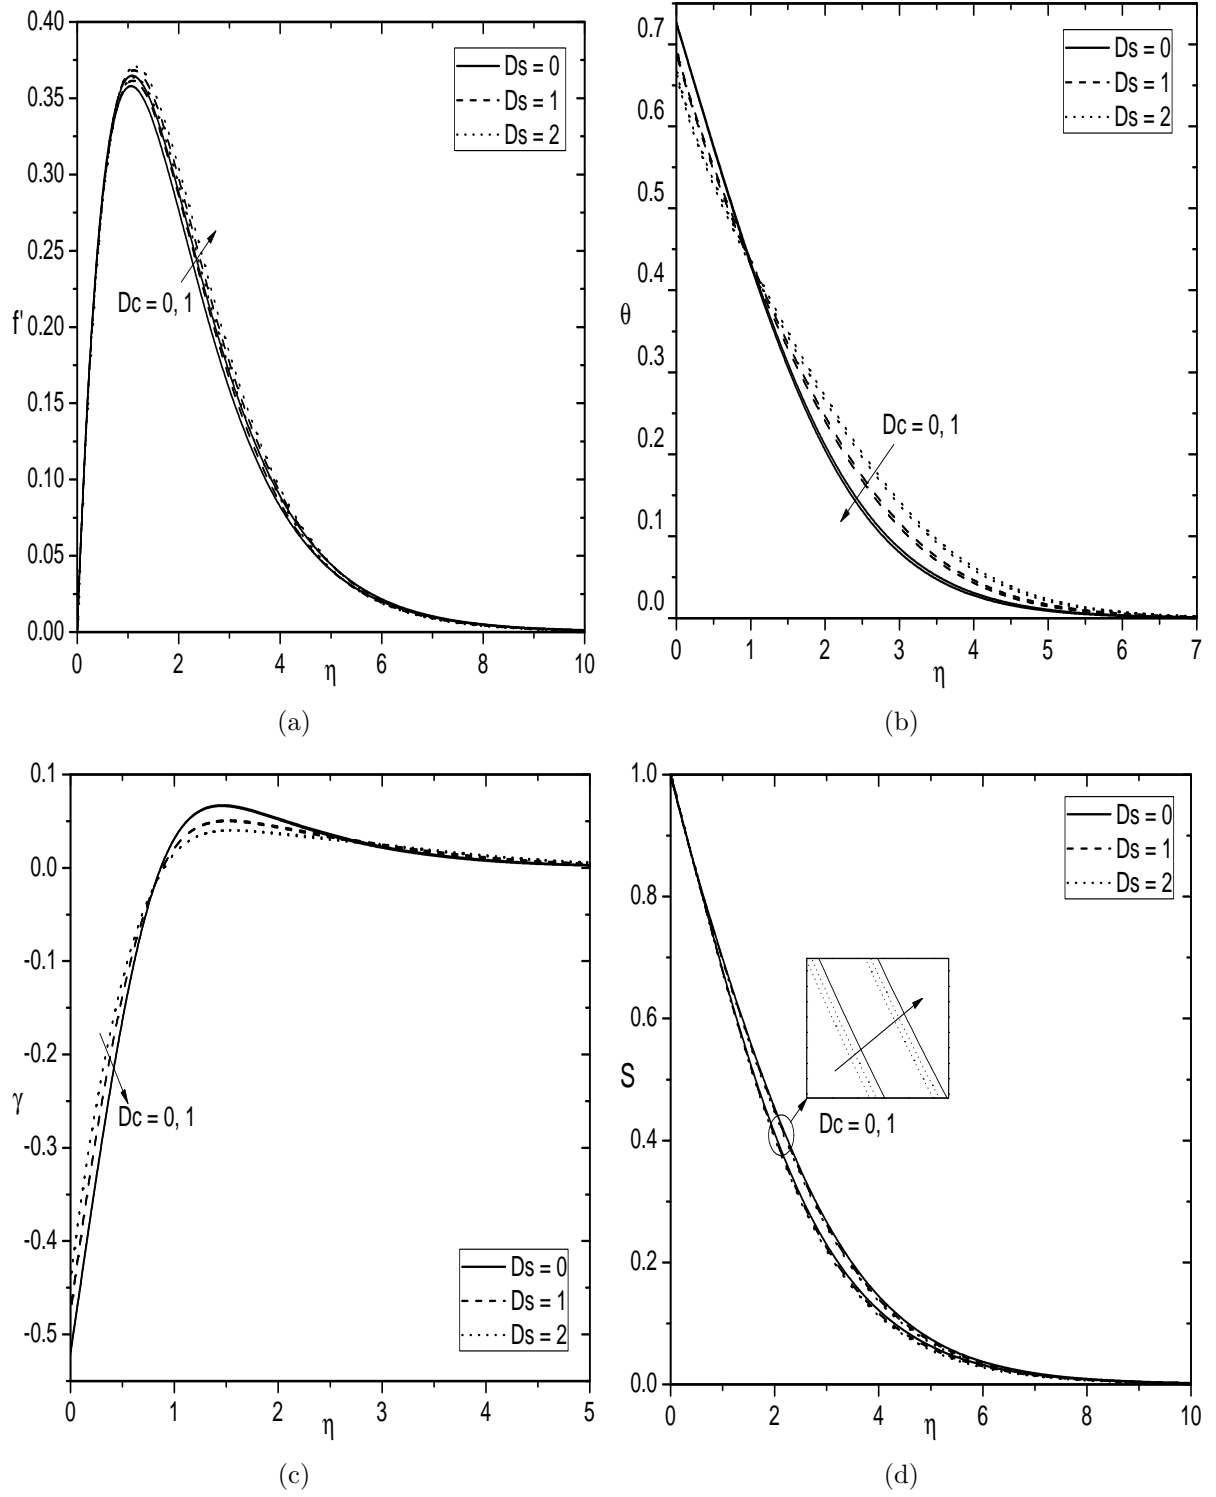 0.40
0.35
0.30
0.25
0.20
0.15
0.10
0.05
0.00
f'
Ds = 0
Ds = 1
Ds = 2
Dc = 0, 1
0 2 4 6 8 10
η
(a)
0.7
0.6
0.5
0.4
0.3
0.2
0.1
0.0
θ
Ds = 0
Ds = 1
Ds = 2
Dc = 0, 1
0 1 2 3 4 5 6 7
η
(b)
0.1
0.0
-0.1
-0.2
-0.3
-0.4
-0.5
γ
Dc = 0, 1
Ds = 0
Ds = 1
Ds = 2
0 1 2 3 4 5
η
(c)
1.0
0.8
0.6
0.4
0.2
0.0
S
Ds = 0
Ds = 1
Ds = 2
Dc = 0, 1
0 2 4 6 8 10
η
(d)